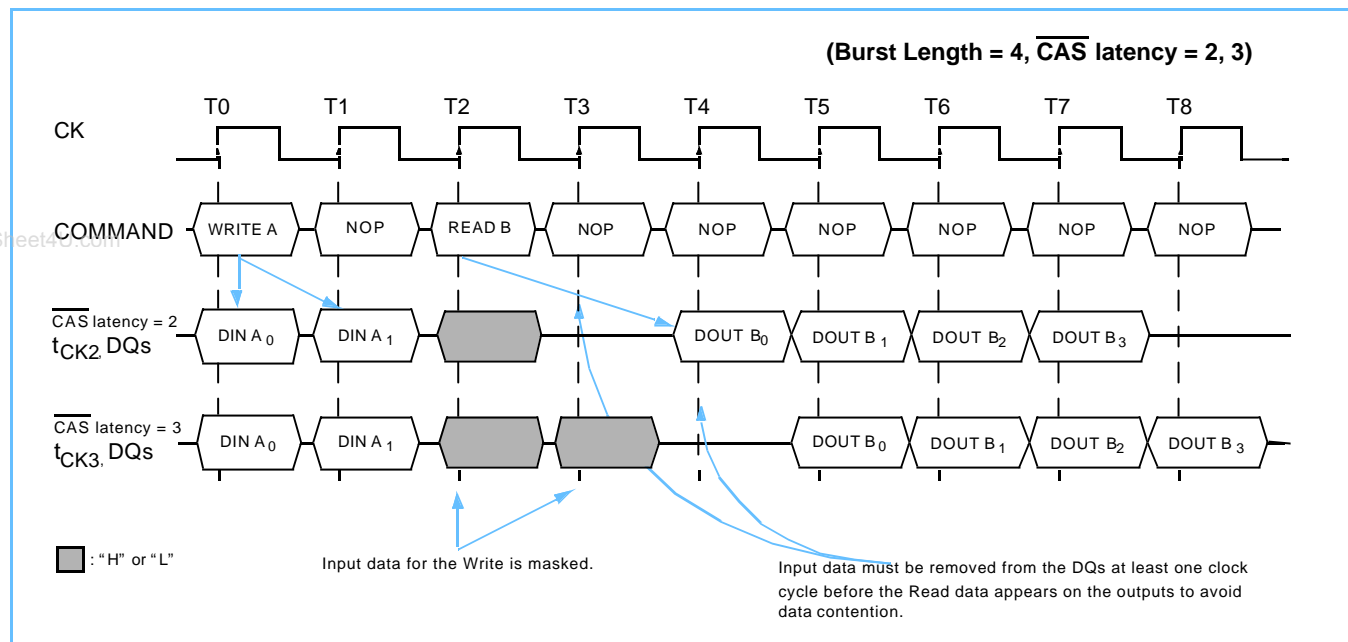 (Burst Length = 4, CAS latency = 2, 3)
T0 T1 T2 T3 T4 T5 T6 T7 T8
CK
COMMAND WRITE A NOP READ B NOP NOP NOP NOP NOP NOP
heet4U.com
CAS latency = 2
tCK2, DQs DIN A0 DIN A1 DOUT B0 DOUT B1 DOUT B2 DOUT B3
CAS latency = 3
tCK3, DQs DIN A0 DIN A1 DOUT B0 DOUT B1 DOUT B2 DOUT B3
: “H” or “L”
Input data for the Write is masked.
Input data must be removed from the DQs at least one clock
cycle before the Read data appears on the outputs to avoid
data contention.